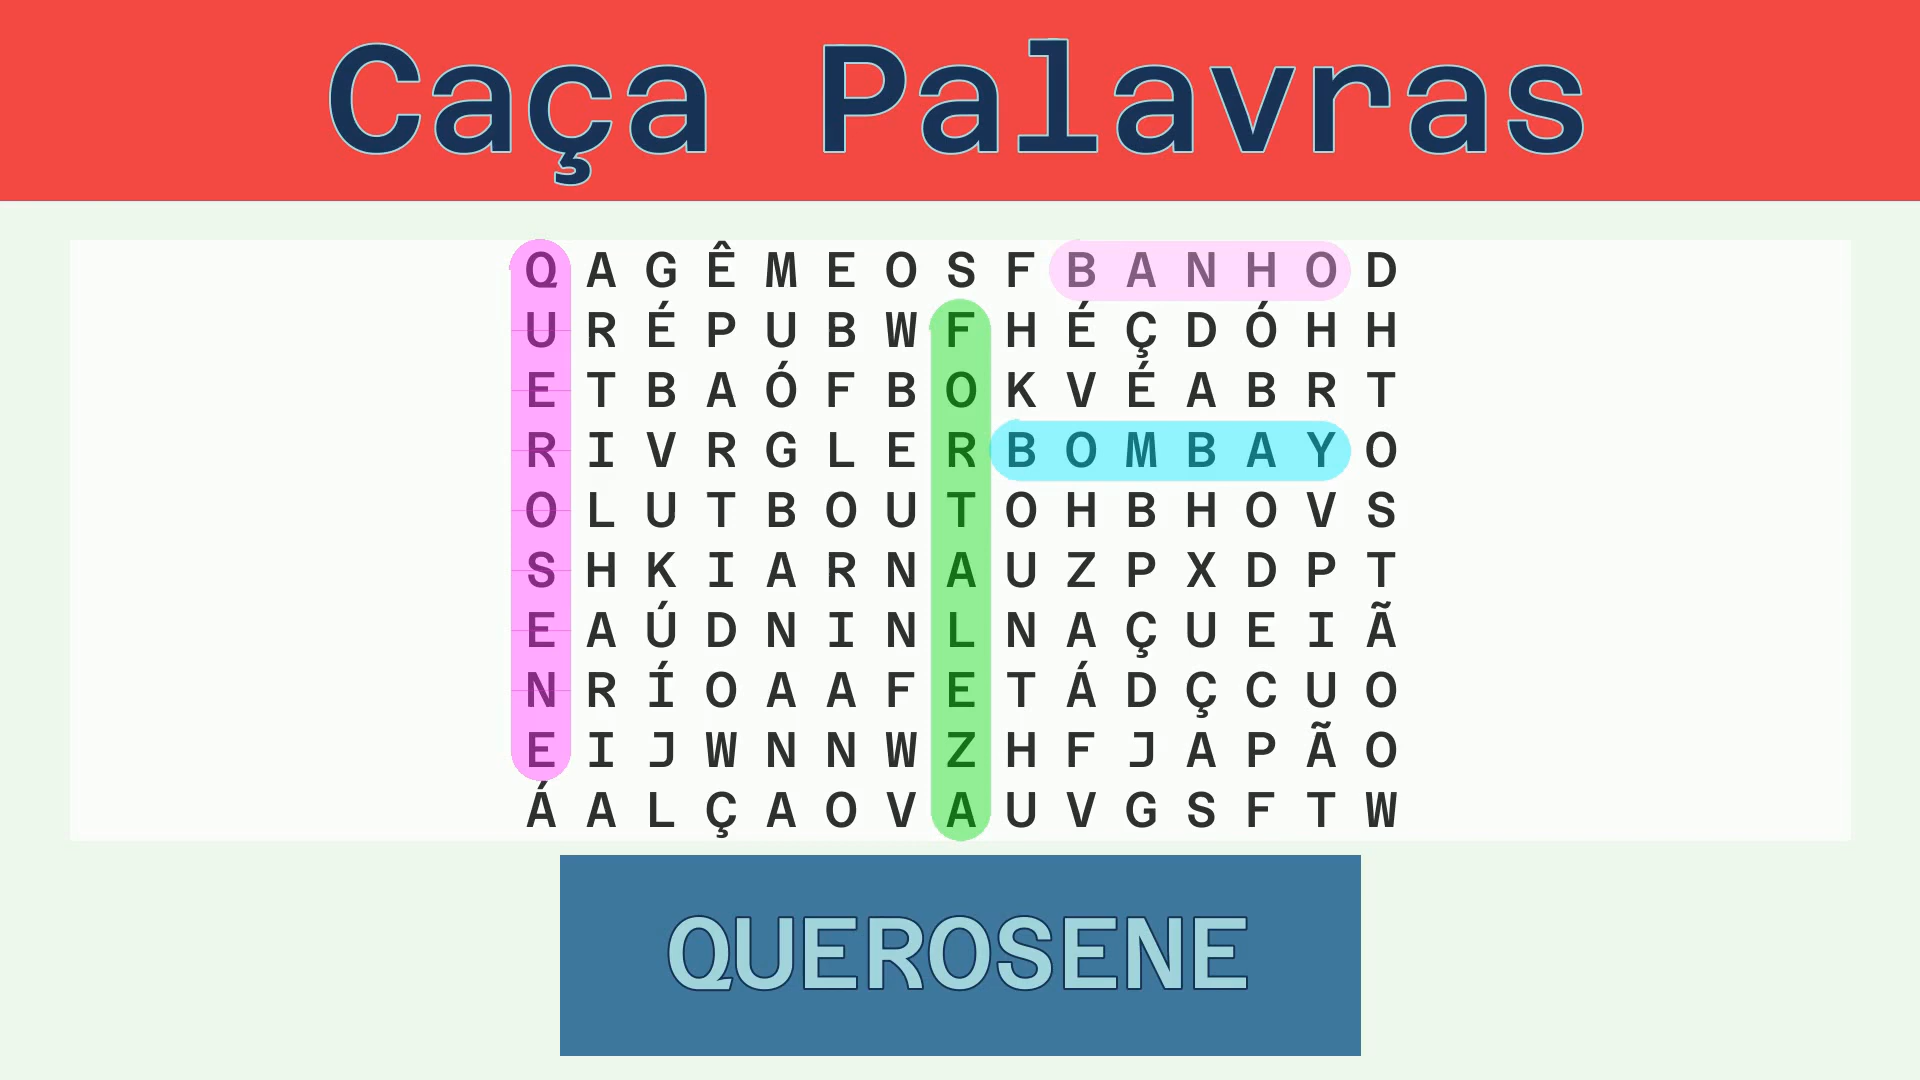 Caça Palavras
Q A G Ê M E O S F B A N H O D
U R É P U B W F H É Ç D Ó H H
E T B A Ó F B O K V É A B R T
R I V R G L E R B O M B A Y O
O L U T B O U T O H B H O V S
S H K I A R N A U Z P X D P T
E A Ú D N I N L N A Ç U E I Ã
N R Í O A A F E T Á D Ç C U O
E I J W N N W Z H F J A P Ã O
Á A L Ç A O V A U V G S F T W
QUEROSENE